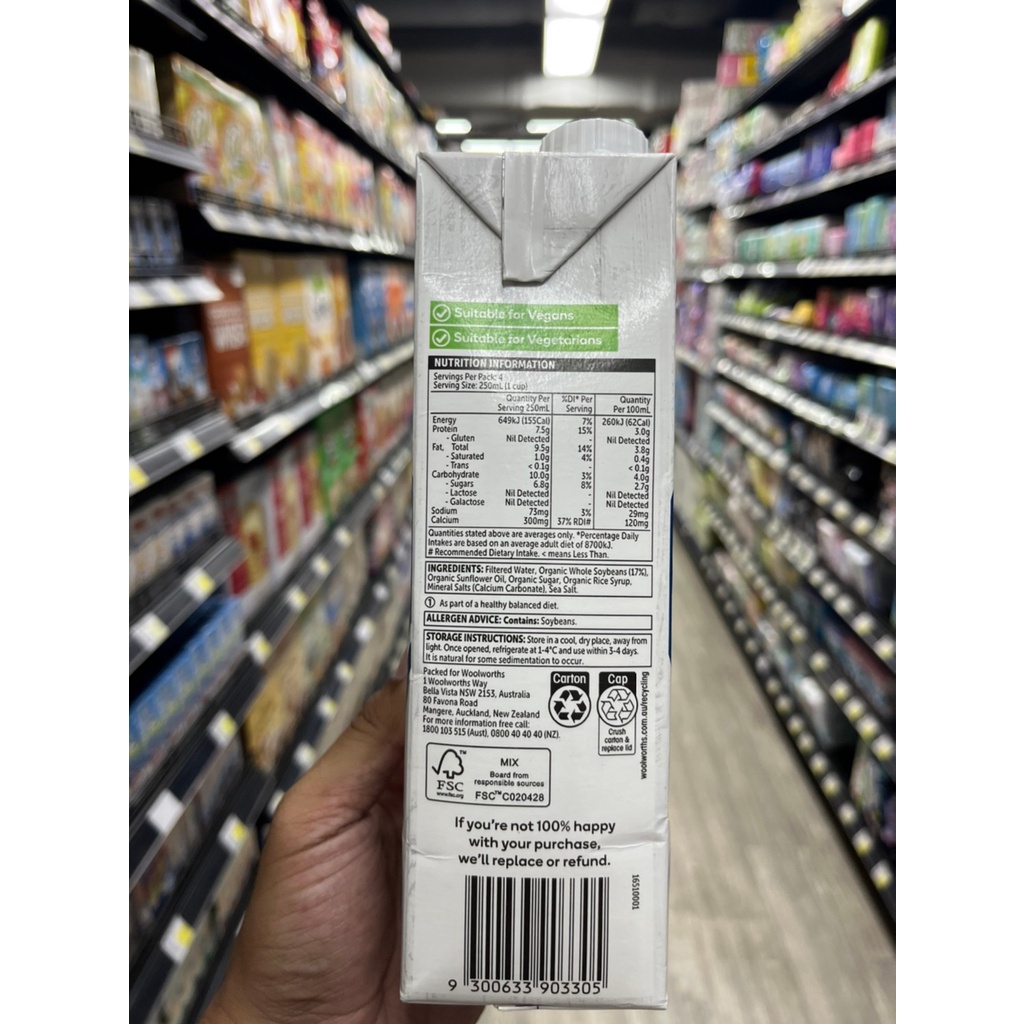 Suitable for Vegans
Suitable for Vegetarians
NUTRITION INFORMATION
Servings Per Pack: 4
Serving Size: 250mL (1 cup)
Quantity Per Serving 250mL %DI* Per Serving Quantity Per 100mL
Energy 649kJ (155Cal) 7% 260kJ (62Cal)
Protein 7.5g 15% 3.0g
- Gluten Nil Detected - Nil Detected
Fat, Total 9.5g 14% 3.8g
- Saturated 1.0g 4% 0.4g
- Trans < 0.1g - < 0.1g
Carbohydrate 10.0g 3% 4.0g
- Sugars 6.8g 8% 2.7g
- Lactose Nil Detected - Nil Detected
- Galactose Nil Detected - Nil Detected
Sodium 73mg 3% 29mg
Calcium 300mg 37% RDI# 120mg
Quantities stated above are averages only. *Percentage Daily
Intakes are based on an average adult diet of 8700kJ.
# Recommended Dietary Intake. < means Less Than.
INGREDIENTS: Filtered Water, Organic Whole Soybeans (17%),
Organic Sunflower Oil, Organic Sugar, Organic Rice Syrup,
Mineral Salts (Calcium Carbonate), Sea Salt.
① As part of a healthy balanced diet.
ALLERGEN ADVICE: Contains: Soybeans.
STORAGE INSTRUCTIONS: Store in a cool, dry place, away from
light. Once opened, refrigerate at 1-4°C and use within 3-4 days.
It is natural for some sedimentation to occur.
Packed for Woolworths
1 Woolworths Way
Bella Vista NSW 2153, Australia
80 Favona Road
Mangere, Auckland, New Zealand
For more information free call:
1800 103 515 (Aust), 0800 40 40 40 (NZ).
Carton
Cap
Crush
carton &
replace lid
woolworths.com.au/recycling
FSC™
www.fsc.org
MIX
Board from
responsible sources
FSC™ C020428
If you're not 100% happy
with your purchase,
we'll replace or refund.
16510001
9 300633 903305